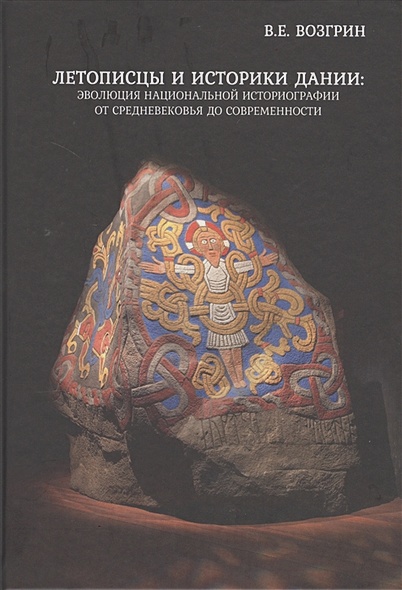 В.Е. ВОЗГРИН
ЛЕТОПИСЦЫ И ИСТОРИКИ ДАНИИ:
ЭВОЛЮЦИЯ НАЦИОНАЛЬНОЙ ИСТОРИОГРАФИИ
ОТ СРЕДНЕВЕКОВЬЯ ДО СОВРЕМЕННОСТИ